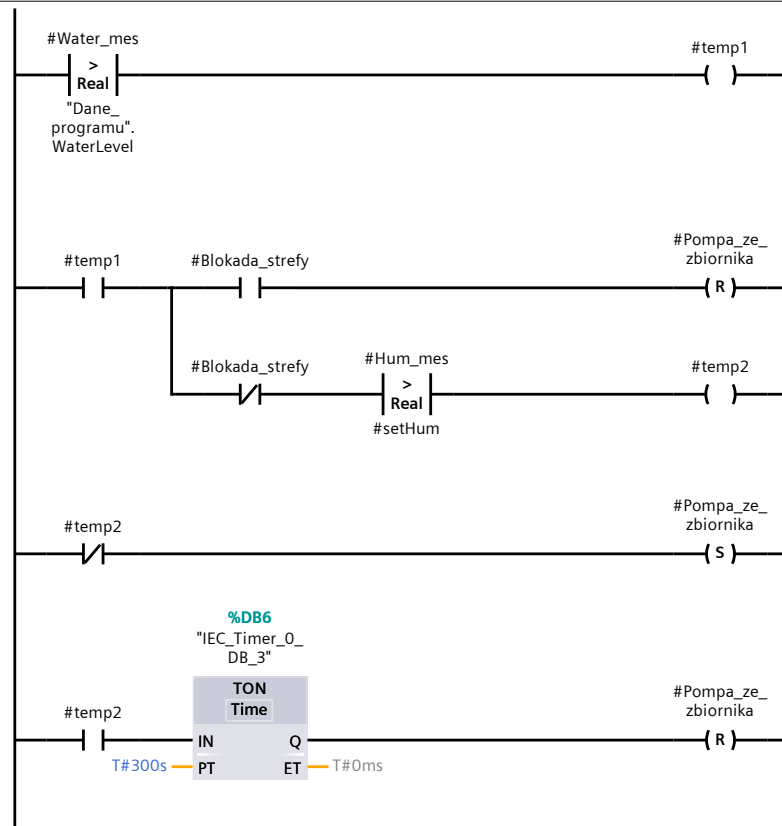 #Water_mes
#temp1
>
Real
"Dane_
programu".
WaterLevel
#temp1
#Blokada_strefy
#Pompa_ze_
zbiornika
R
#Blokada_strefy
#Hum_mes
#temp2
>
Real
#setHum
#temp2
#Pompa_ze_
zbiornika
S
%DB6
"IEC_Timer_0_
DB_3"
#temp2
TON
Time
#Pompa_ze_
zbiornika
IN Q
R
T#300s PT ET T#0ms